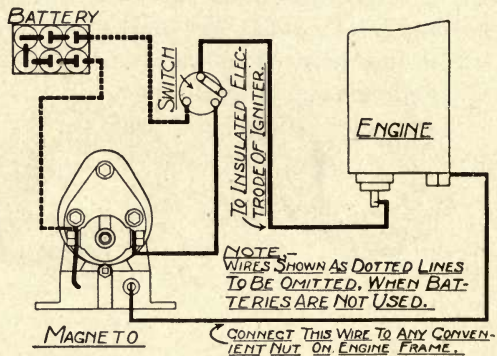 BATTERY
SWITCH
TO INSULATED ELEC-
TRODE OF IGNITER.
ENGINE
NOTE -
WIRES SHOWN AS DOTTED LINES
TO BE OMITTED, WHEN BAT-
TERIES ARE NOT USED.
MAGNETO
CONNECT THIS WIRE TO ANY CONVEN-
IENT NUT ON ENGINE FRAME.